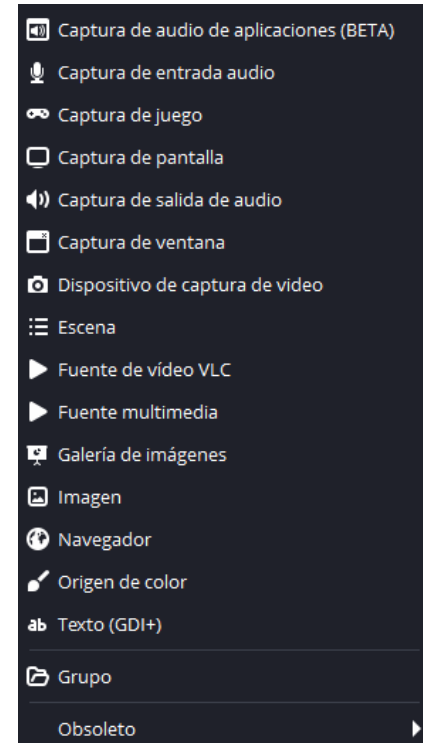 Captura de audio de aplicaciones (BETA)
Captura de entrada audio
Captura de juego
Captura de pantalla
Captura de salida de audio
Captura de ventana
Dispositivo de captura de video
Escena
Fuente de vídeo VLC
Fuente multimedia
Galería de imágenes
Imagen
Navegador
Origen de color
ab Texto (GDI+)
Grupo
Obsoleto